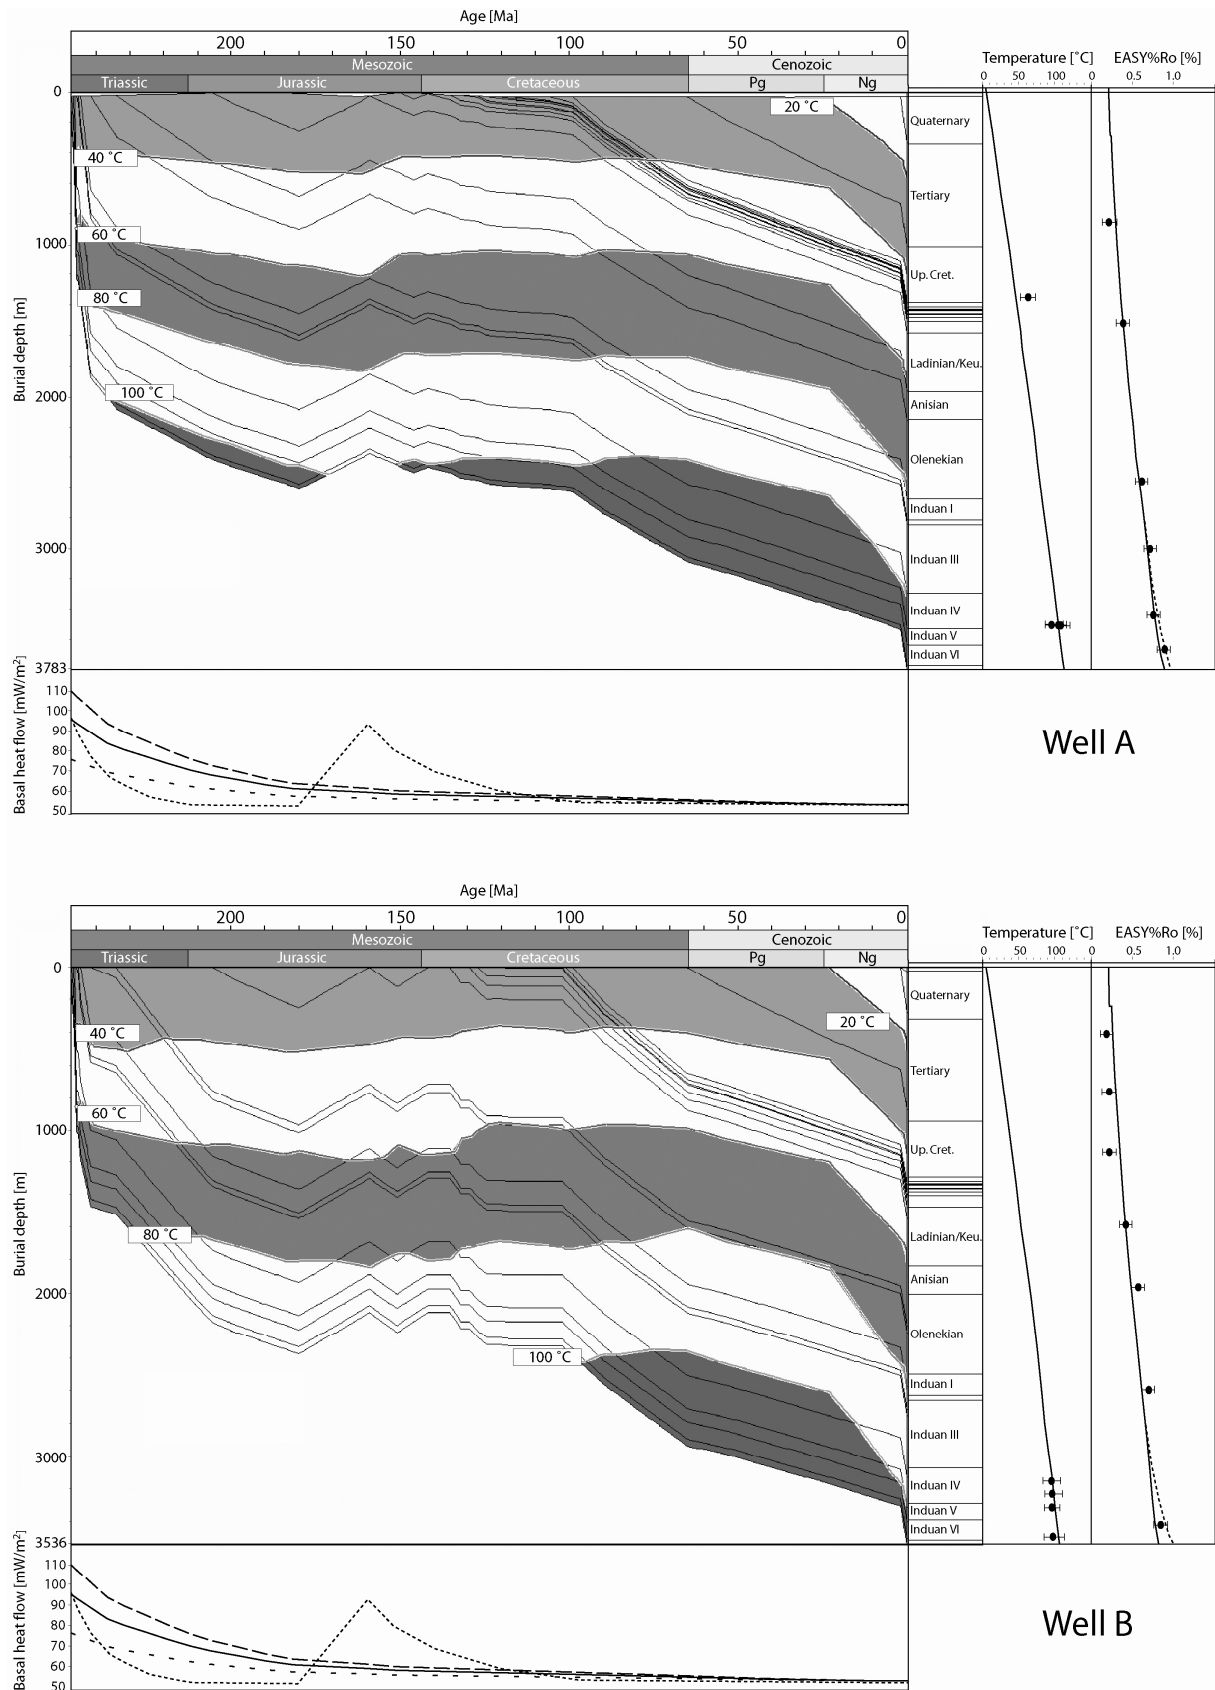 Age [Ma]
200 150 100 50 0
Mesozoic Cenozoic
Triassic Jurassic Cretaceous Pg Ng
Temperature [˚C] EASY%Ro [%]
0 50 100 0 0.5 1.0
Burial depth [m]
0
1000
2000
3000
3783
20 ˚C
40 ˚C
60 ˚C
80 ˚C
100 ˚C
Quaternary
Tertiary
Up. Cret.
Ladinian/Keu.
Anisian
Olenekian
Induan I
Induan III
Induan IV
Induan V
Induan VI
Basal heat flow [mW/m²]
110
100
90
80
70
60
50
Well A
Age [Ma]
200 150 100 50 0
Mesozoic Cenozoic
Triassic Jurassic Cretaceous Pg Ng
Temperature [˚C] EASY%Ro [%]
0 50 100 0 0.5 1.0
Burial depth [m]
0
1000
2000
3000
3536
20 ˚C
40 ˚C
60 ˚C
80 ˚C
100 ˚C
Quaternary
Tertiary
Up. Cret.
Ladinian/Keu.
Anisian
Olenekian
Induan I
Induan III
Induan IV
Induan V
Induan VI
Basal heat flow [mW/m²]
110
100
90
80
70
60
50
Well B